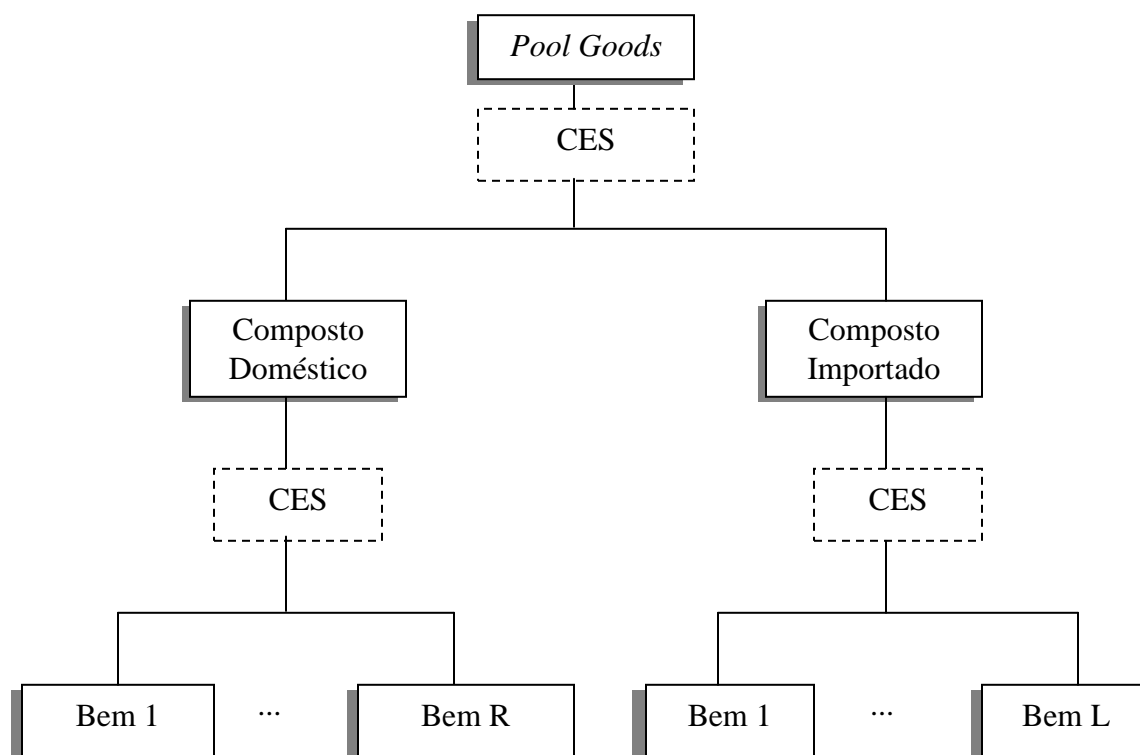 Pool Goods
CES
Composto
Doméstico
Composto
Importado
CES
CES
Bem 1
...
Bem R
Bem 1
...
Bem L